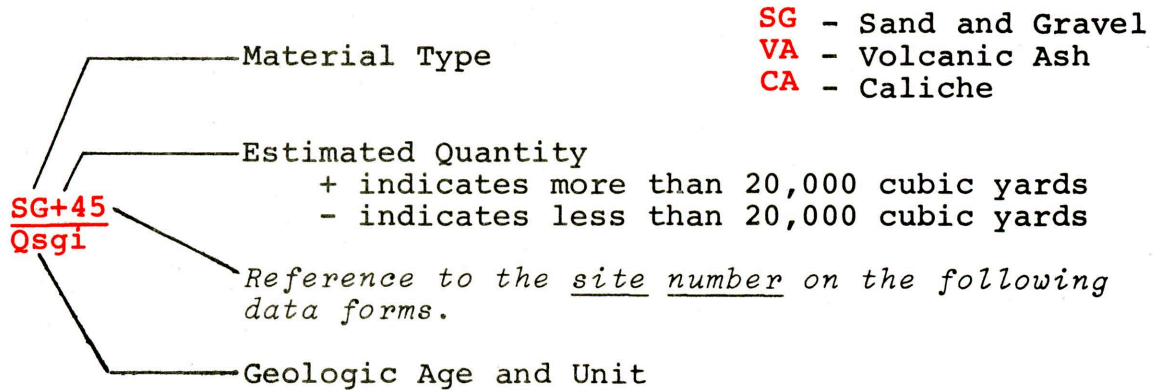 SG - Sand and Gravel
VA - Volcanic Ash
CA - Caliche
Material Type
Estimated Quantity
+ indicates more than 20,000 cubic yards
- indicates less than 20,000 cubic yards
SG+45
Qsgi
Reference to the site number on the following
data forms.
Geologic Age and Unit